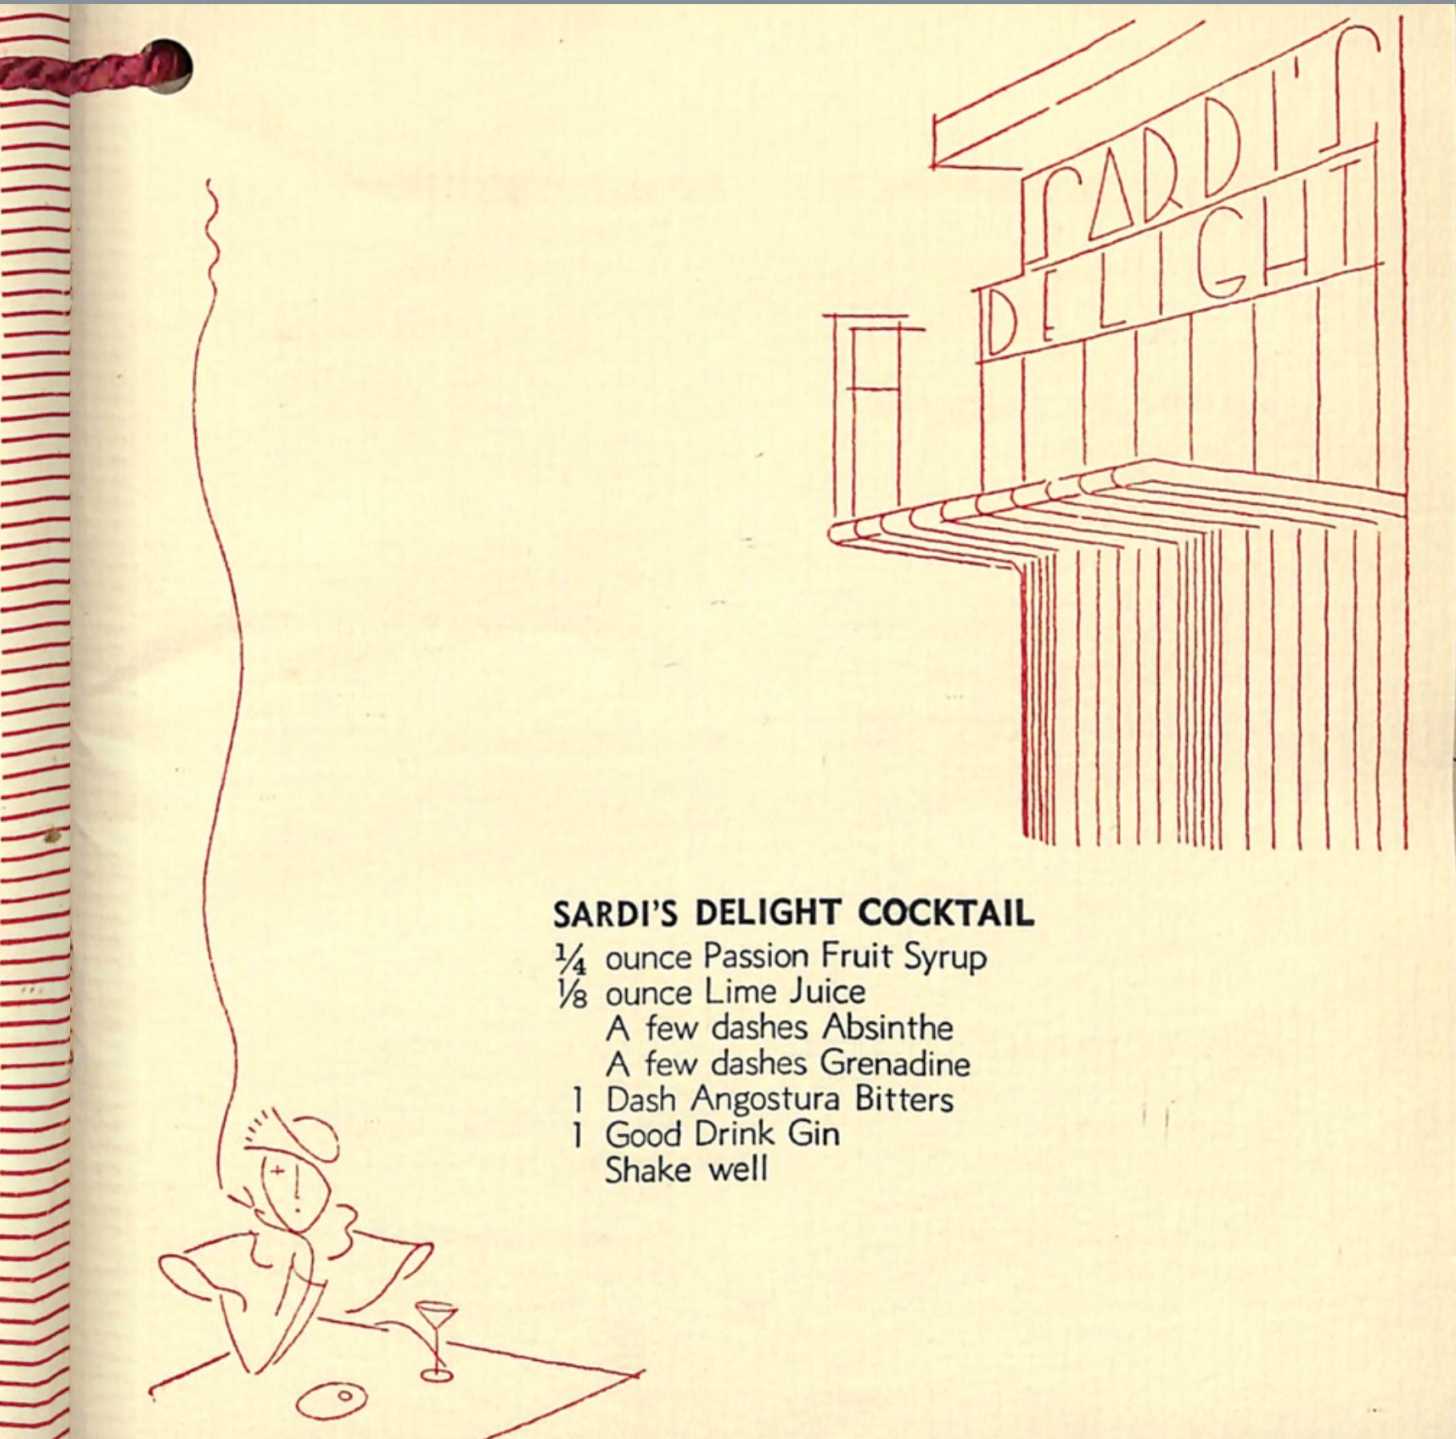 SARDI'S
DELIGHT
SARDI'S DELIGHT COCKTAIL
¼ ounce Passion Fruit Syrup
⅛ ounce Lime Juice
A few dashes Absinthe
A few dashes Grenadine
1 Dash Angostura Bitters
1 Good Drink Gin
Shake well